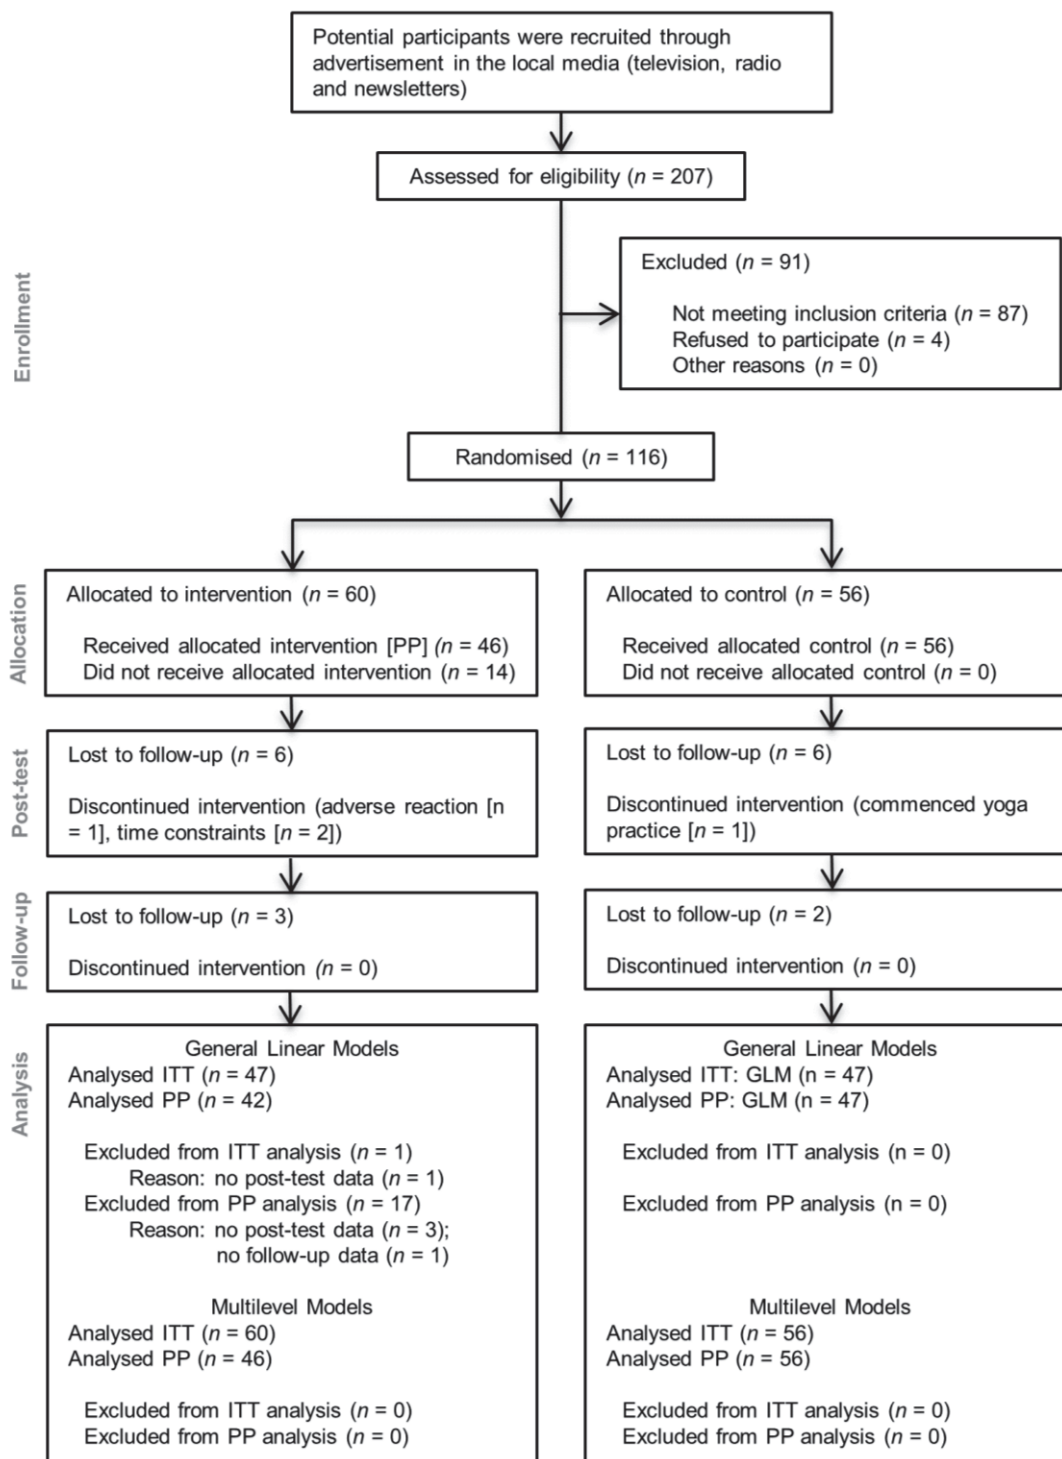 Potential participants were recruited through
advertisement in the local media (television, radio
and newsletters)
Assessed for eligibility (n = 207)
Enrollment
Excluded (n = 91)
Not meeting inclusion criteria (n = 87)
Refused to participate (n = 4)
Other reasons (n = 0)
Randomised (n = 116)
Allocation
Allocated to intervention (n = 60)
Received allocated intervention [PP] (n = 46)
Did not receive allocated intervention (n = 14)
Allocated to control (n = 56)
Received allocated control (n = 56)
Did not receive allocated control (n = 0)
Post-test
Lost to follow-up (n = 6)
Discontinued intervention (adverse reaction [n
= 1], time constraints [n = 2])
Lost to follow-up (n = 6)
Discontinued intervention (commenced yoga
practice [n = 1])
Follow-up
Lost to follow-up (n = 3)
Discontinued intervention (n = 0)
Lost to follow-up (n = 2)
Discontinued intervention (n = 0)
Analysis
General Linear Models
Analysed ITT (n = 47)
Analysed PP (n = 42)
Excluded from ITT analysis (n = 1)
Reason: no post-test data (n = 1)
Excluded from PP analysis (n = 17)
Reason: no post-test data (n = 3);
no follow-up data (n = 1)
Multilevel Models
Analysed ITT (n = 60)
Analysed PP (n = 46)
Excluded from ITT analysis (n = 0)
Excluded from PP analysis (n = 0)
General Linear Models
Analysed ITT: GLM (n = 47)
Analysed PP: GLM (n = 47)
Excluded from ITT analysis (n = 0)
Excluded from PP analysis (n = 0)
Multilevel Models
Analysed ITT (n = 56)
Analysed PP (n = 56)
Excluded from ITT analysis (n = 0)
Excluded from PP analysis (n = 0)